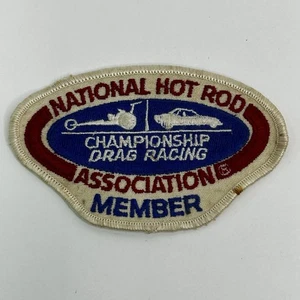 NATIONAL HOT ROD
CHAMPIONSHIP
DRAG RACING
ASSOCIATION ®
MEMBER